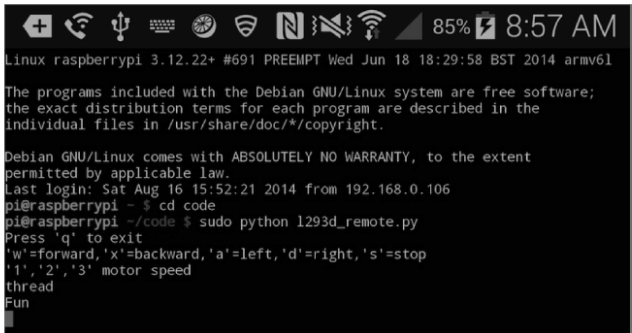 85% 8:57 AM
Linux raspberrypi 3.12.22+ #691 PREEMPT Wed Jun 18 18:29:58 BST 2014 armv6l
The programs included with the Debian GNU/Linux system are free software;
the exact distribution terms for each program are described in the
individual files in /usr/share/doc/*/copyright.
Debian GNU/Linux comes with ABSOLUTELY NO WARRANTY, to the extent
permitted by applicable law.
Last login: Sat Aug 16 15:52:21 2014 from 192.168.0.106
pi@raspberrypi ~ $ cd code
pi@raspberrypi ~/code $ sudo python l293d_remote.py
Press 'q' to exit
'w'=forward,'x'=backward,'a'=left,'d'=right,'s'=stop
'1','2','3' motor speed
thread
Fun